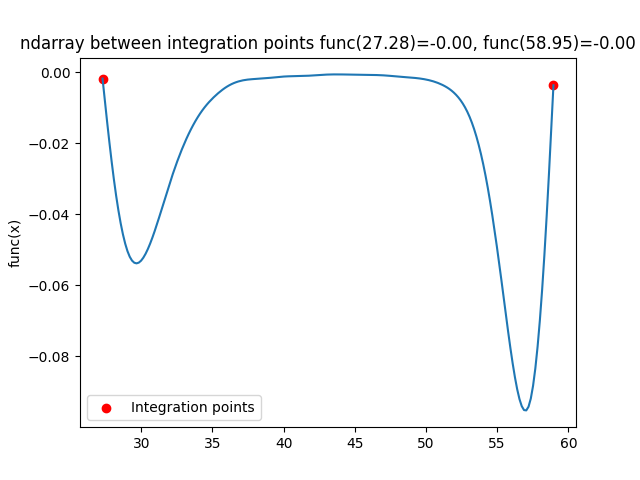 ndarray between integration points func(27.28)=-0.00, func(58.95)=-0.00
0.00
−0.02
−0.04
−0.06
−0.08
func(x)
Integration points
30 35 40 45 50 55 60